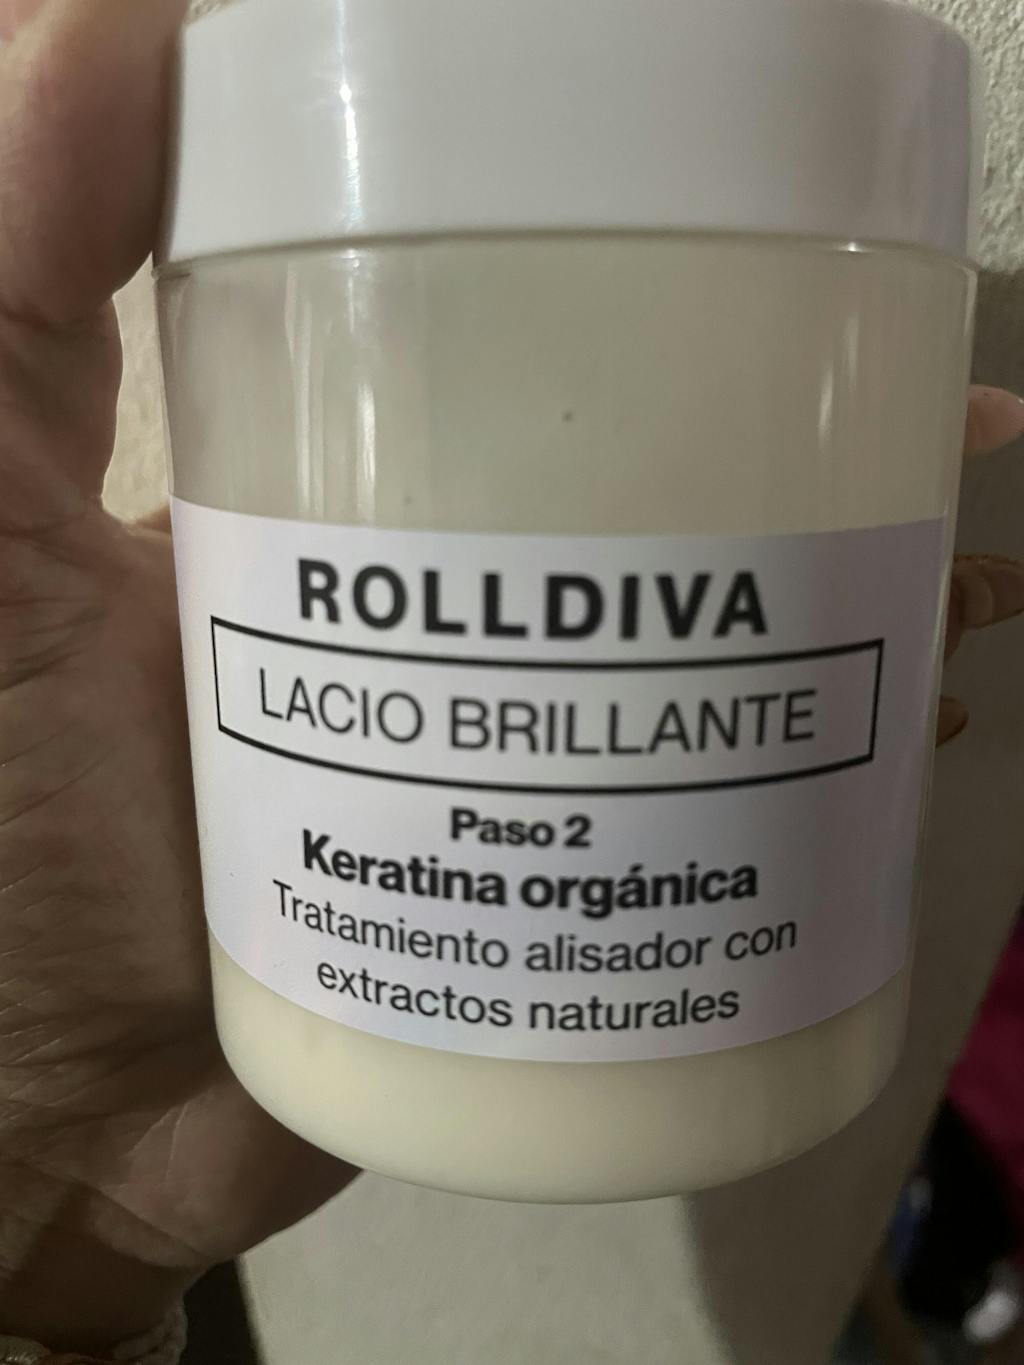 ROLLDIVA
LACIO BRILLANTE
Paso 2
Keratina orgánica
Tratamiento alisador con
extractos naturales